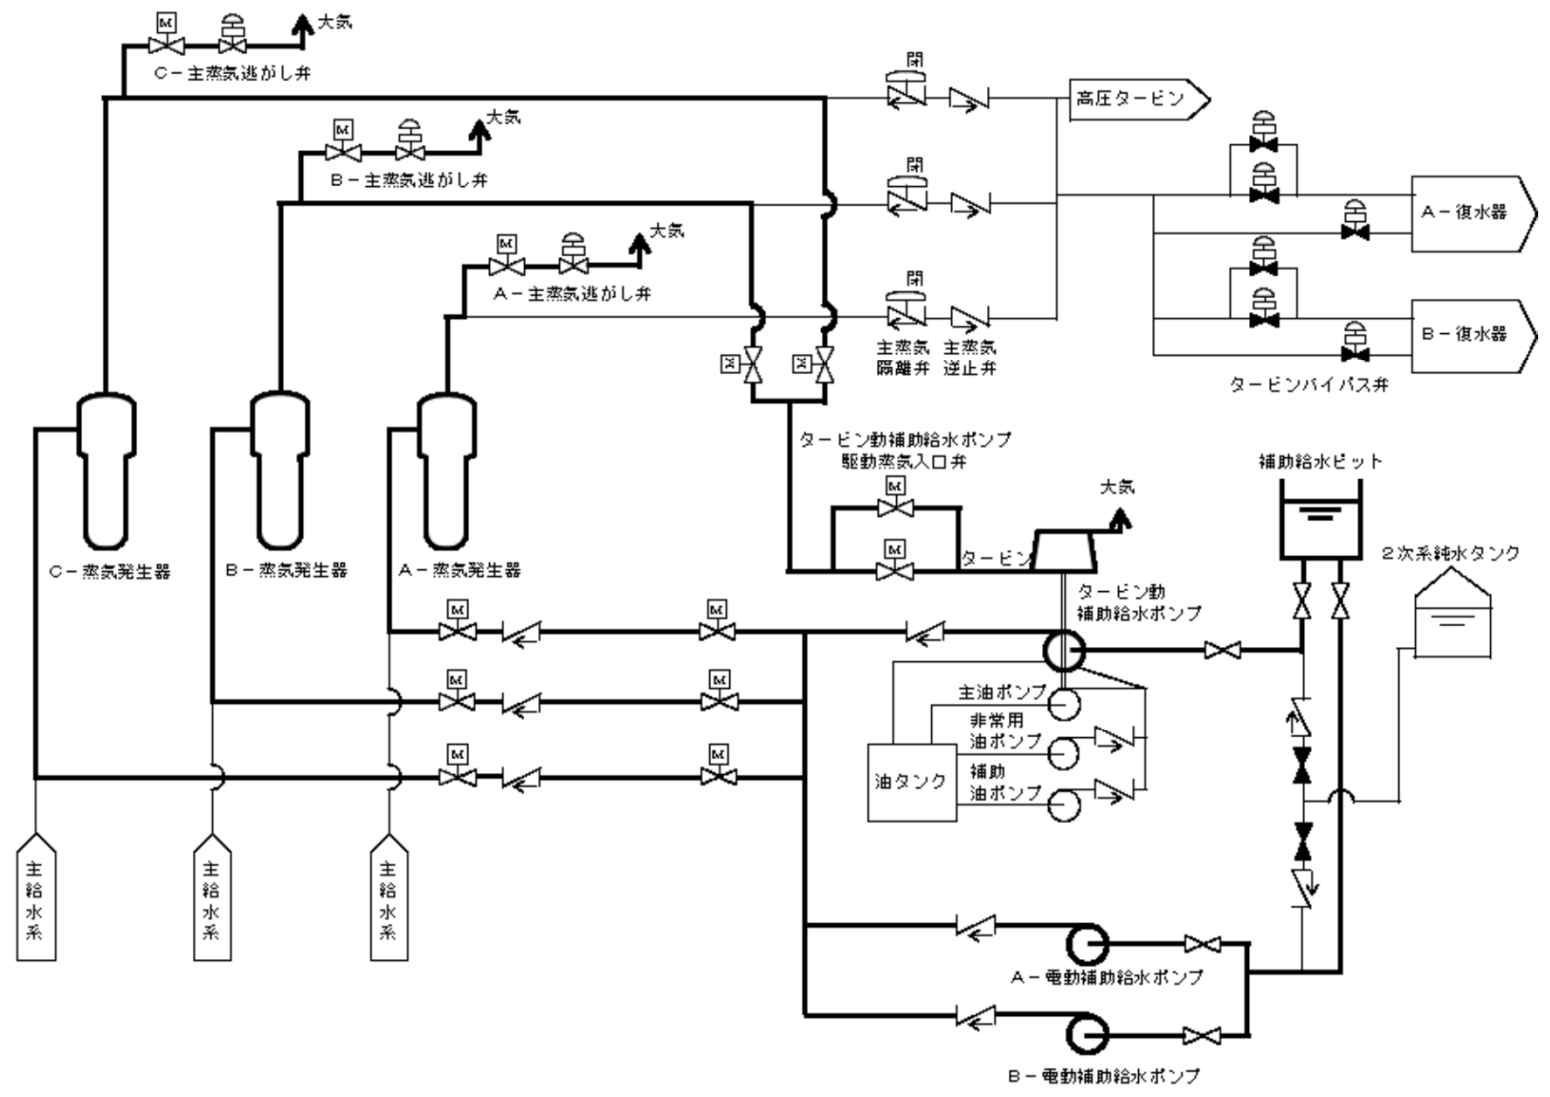 M
大気
C－主蒸気逃がし弁
M
大気
B－主蒸気逃がし弁
M
大気
A－主蒸気逃がし弁
閉
閉
閉
主蒸気
隔離弁
主蒸気
逆止弁
高圧タービン
A－復水器
B－復水器
タービンバイパス弁
M
M
タービン動補助給水ポンプ
駆動蒸気入口弁
M
M
大気
タービン
タービン動
補助給水ポンプ
補助給水ピット
2次系純水タンク
C－蒸気発生器
B－蒸気発生器
A－蒸気発生器
M
M
M
M
M
M
主油ポンプ
非常用
油ポンプ
補助
油ポンプ
油タンク
主給水系
主給水系
主給水系
A－電動補助給水ポンプ
B－電動補助給水ポンプ